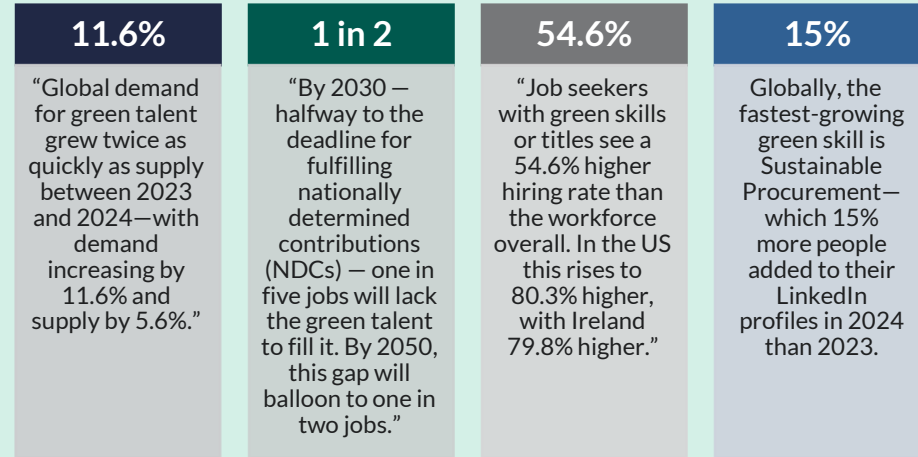 11.6%
“Global demand
for green talent
grew twice as
quickly as supply
between 2023
and 2024—with
demand
increasing by
11.6% and
supply by 5.6%.”
1 in 2
“By 2030 —
halfway to the
deadline for
fulfilling
nationally
determined
contributions
(NDCs) — one in
five jobs will lack
the green talent
to fill it. By 2050,
this gap will
balloon to one in
two jobs.”
54.6%
“Job seekers
with green skills
or titles see a
54.6% higher
hiring rate than
the workforce
overall. In the US
this rises to
80.3% higher,
with Ireland
79.8% higher.”
15%
Globally, the
fastest-growing
green skill is
Sustainable
Procurement—
which 15%
more people
added to their
LinkedIn
profiles in 2024
than 2023.